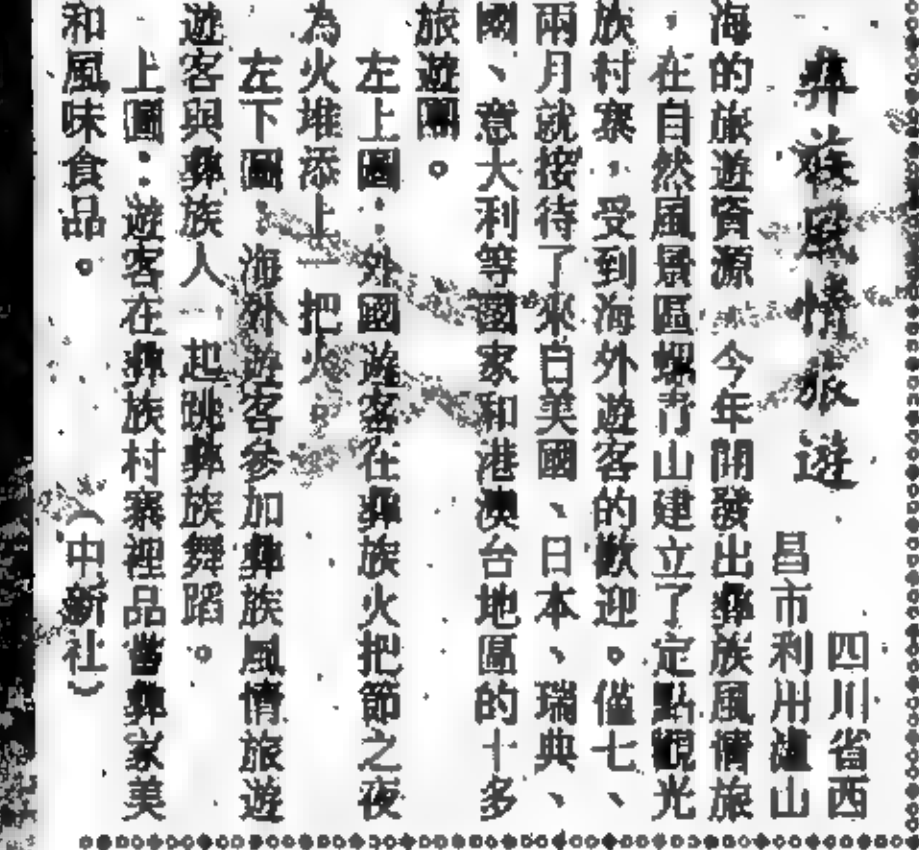 彝族風情旅遊
四川省西
昌市利用瀘山
海的旅遊資源，今年開發出彝族風情旅
，在自然風景區螺青山建立了定點觀光
族村寨，受到海外遊客的歡迎。僅七、
兩月就接待了來自美國、日本、瑞典、
國、意大利等國家和港澳台地區的十多
旅遊團。
左上圖：外國遊客在彝族火把節之夜
為火堆添上一把火。
左下圖：海外遊客參加彝族風情旅遊
遊客與彝族人一起跳彝族舞蹈。
上圖：遊客在彝族村寨裡品嘗彝家美
和風味食品。
（中新社）